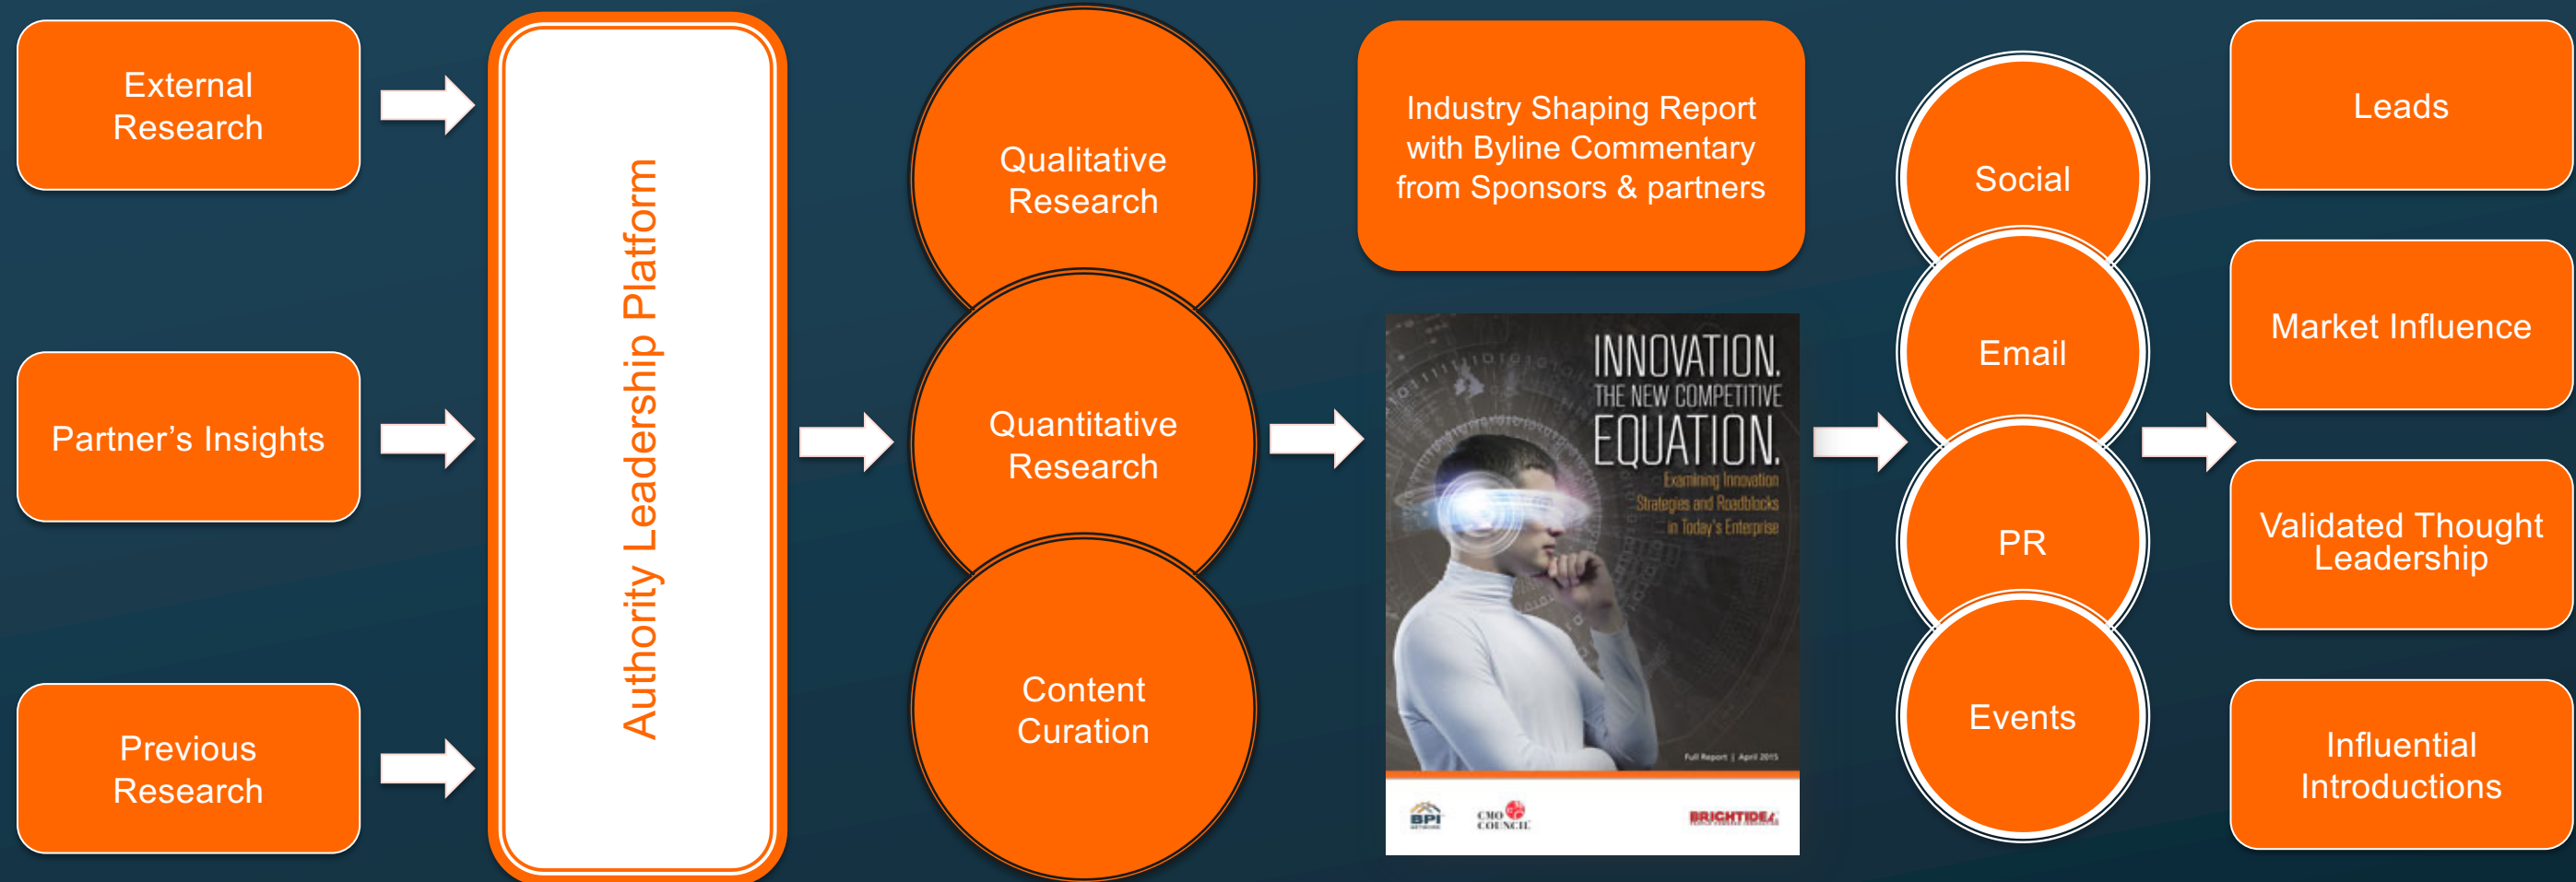 External
Research
Partner’s Insights
Previous
Research
Authority Leadership Platform
Qualitative
Research
Quantitative
Research
Content
Curation
Industry Shaping Report
with Byline Commentary
from Sponsors & partners
INNOVATION.
THE NEW COMPETITIVE
EQUATION.
Examining Innovation
Strategies and Roadblocks
in Today's Enterprise
Full Report | April 2015
BPI
NETWORK
CMO
COUNCIL
BRIGHTIDEA
Social
Email
PR
Events
Leads
Market Influence
Validated Thought
Leadership
Influential
Introductions